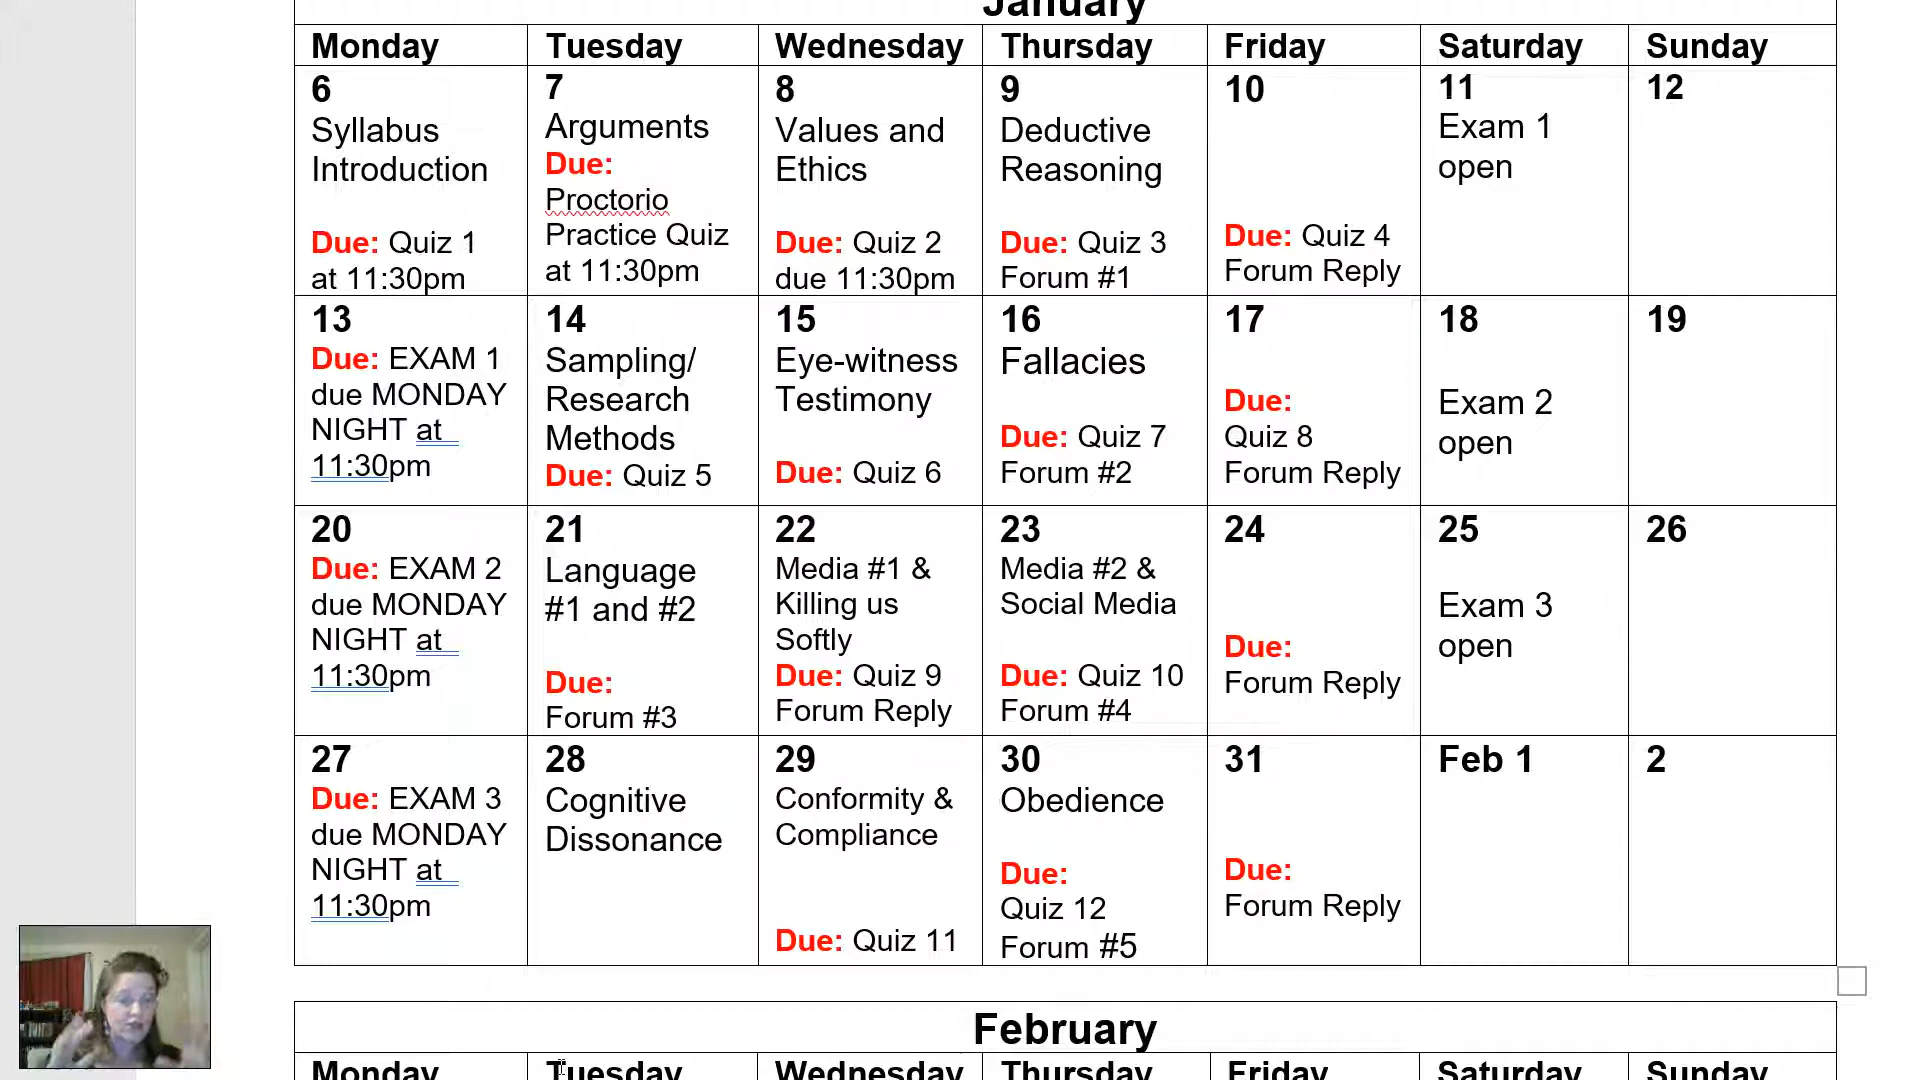 January
Monday Tuesday Wednesday Thursday Friday Saturday Sunday
6
Syllabus
Introduction
Due: Quiz 1
at 11:30pm
7
Arguments
Due:
Proctorio
Practice Quiz
at 11:30pm
8
Values and
Ethics
Due: Quiz 2
due 11:30pm
9
Deductive
Reasoning
Due: Quiz 3
Forum #1
10
Due: Quiz 4
Forum Reply
11
Exam 1
open
12
13
Due: EXAM 1
due MONDAY
NIGHT at
11:30pm
14
Sampling/
Research
Methods
Due: Quiz 5
15
Eye-witness
Testimony
Due: Quiz 6
16
Fallacies
Due: Quiz 7
Forum #2
17
Due:
Quiz 8
Forum Reply
18
Exam 2
open
19
20
Due: EXAM 2
due MONDAY
NIGHT at
11:30pm
21
Language
#1 and #2
Due:
Forum #3
22
Media #1 &
Killing us
Softly
Due: Quiz 9
Forum Reply
23
Media #2 &
Social Media
Due: Quiz 10
Forum #4
24
Due:
Forum Reply
25
Exam 3
open
26
27
Due: EXAM 3
due MONDAY
NIGHT at
11:30pm
28
Cognitive
Dissonance
29
Conformity &
Compliance
Due: Quiz 11
30
Obedience
Due:
Quiz 12
Forum #5
31
Due:
Forum Reply
Feb 1
2
February
Monday Tuesday Wednesday Thursday Friday Saturday Sunday